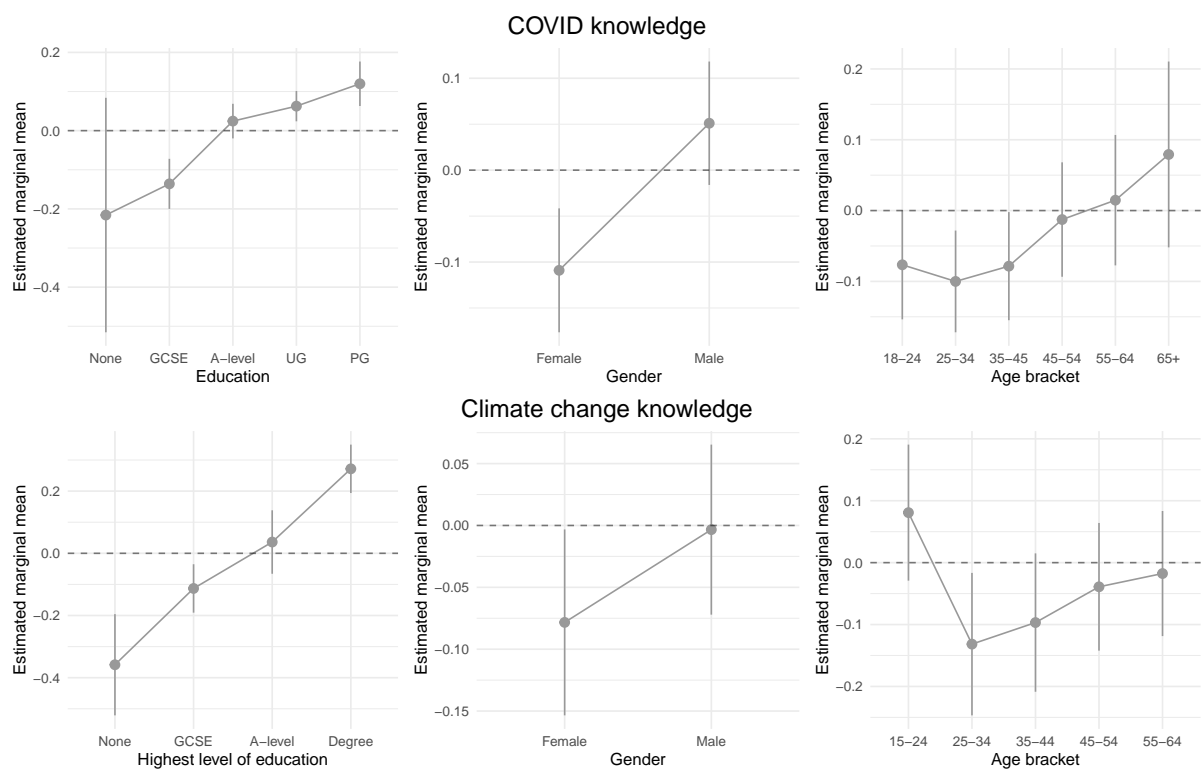 COVID knowledge
Estimated marginal mean
0.2
0.0
−0.2
−0.4
None GCSE A−level UG PG
Education
Estimated marginal mean
0.1
0.0
−0.1
Female Male
Gender
Estimated marginal mean
0.2
0.1
0.0
−0.1
18−24 25−34 35−45 45−54 55−64 65+
Age bracket
Climate change knowledge
Estimated marginal mean
0.2
0.0
−0.2
−0.4
None GCSE A−level Degree
Highest level of education
Estimated marginal mean
0.05
0.00
−0.05
−0.10
−0.15
Female Male
Gender
Estimated marginal mean
0.2
0.1
0.0
−0.1
−0.2
15−24 25−34 35−44 45−54 55−64
Age bracket